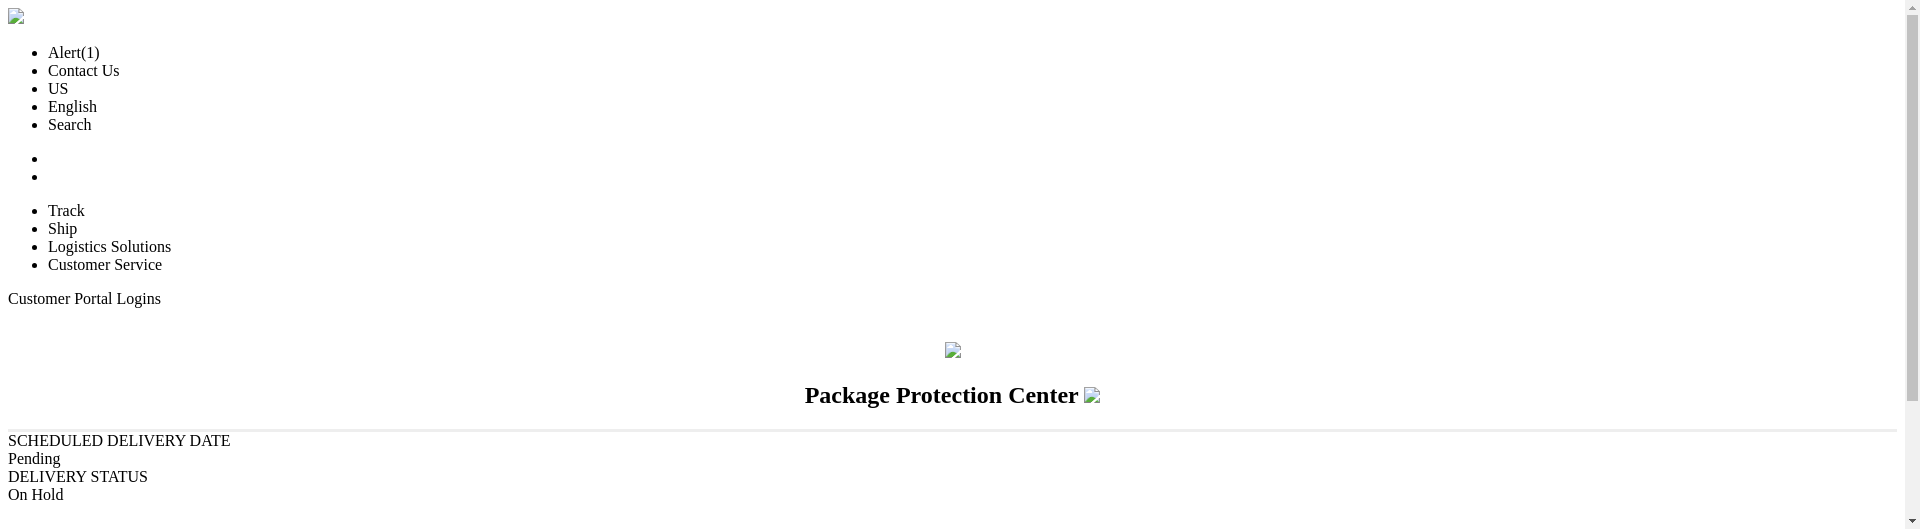 Alert(1)
Contact Us
US
English
Search
Track
Ship
Logistics Solutions
Customer Service
Customer Portal Logins
Package Protection Center
SCHEDULED DELIVERY DATE
Pending
DELIVERY STATUS
On Hold